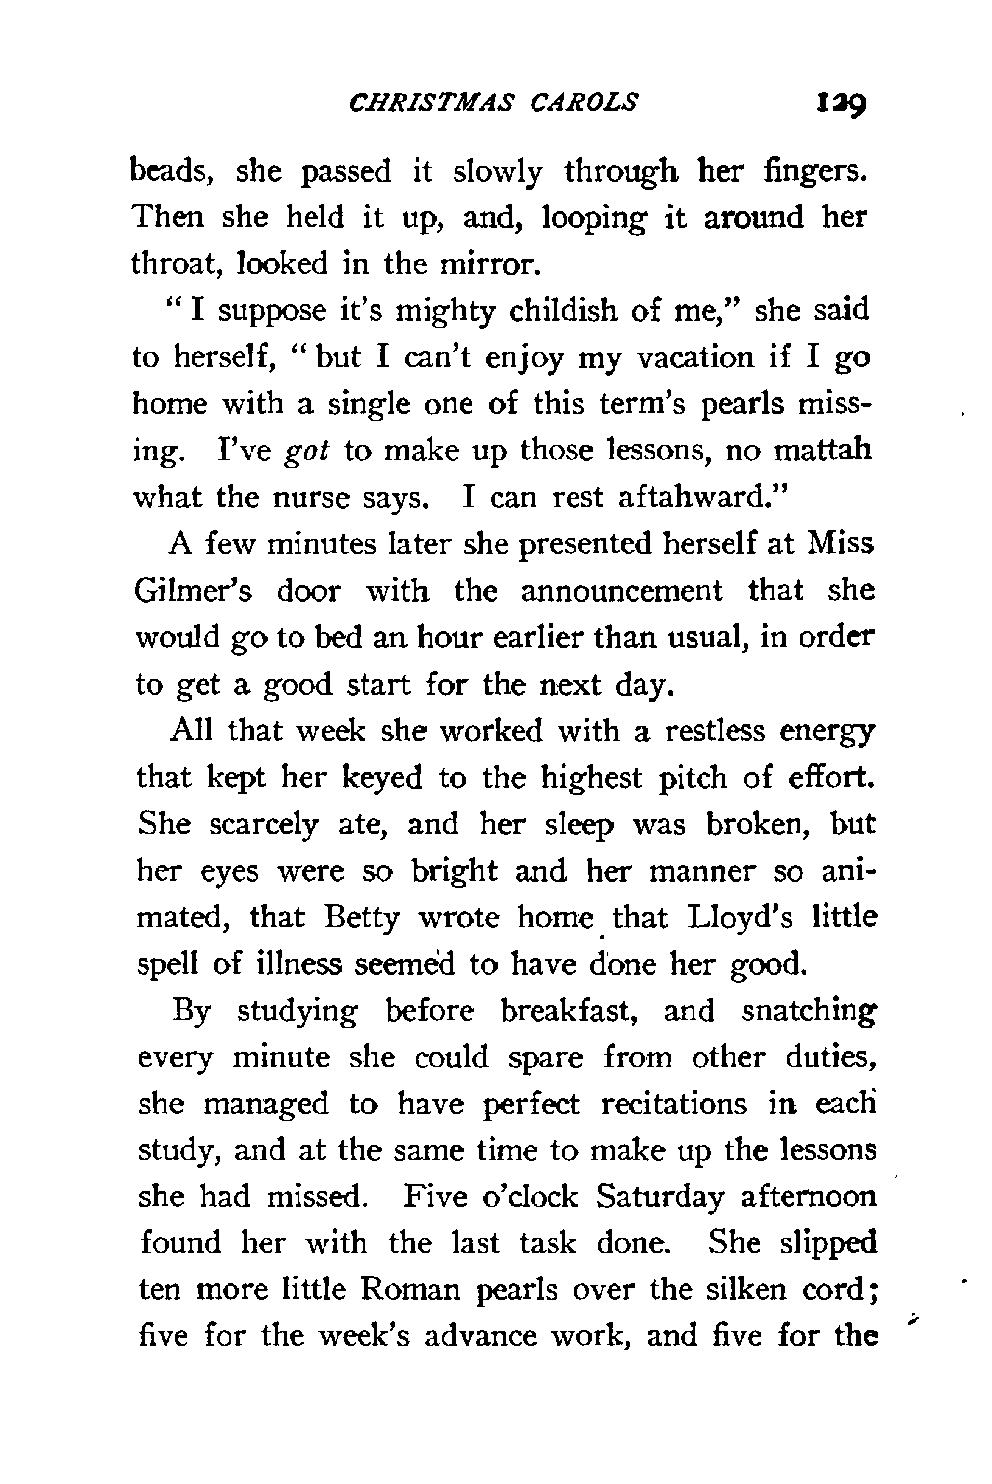 CHRISTMAS CAROLS 129
beads, she passed it slowly through her fingers.
Then she held it up, and, looping it around her
throat, looked in the mirror.
“ I suppose it’s mighty childish of me,” she said
to herself, “ but I can’t enjoy my vacation if I go
home with a single one of this term’s pearls miss-
ing. I’ve got to make up those lessons, no mattah
what the nurse says. I can rest aftahward.”
A few minutes later she presented herself at Miss
Gilmer’s door with the announcement that she
would go to bed an hour earlier than usual, in order
to get a good start for the next day.
All that week she worked with a restless energy
that kept her keyed to the highest pitch of effort.
She scarcely ate, and her sleep was broken, but
her eyes were so bright and her manner so ani-
mated, that Betty wrote home that Lloyd’s little
spell of illness seemed to have done her good.
By studying before breakfast, and snatching
every minute she could spare from other duties,
she managed to have perfect recitations in each
study, and at the same time to make up the lessons
she had missed. Five o’clock Saturday afternoon
found her with the last task done. She slipped
ten more little Roman pearls over the silken cord;
five for the week’s advance work, and five for the